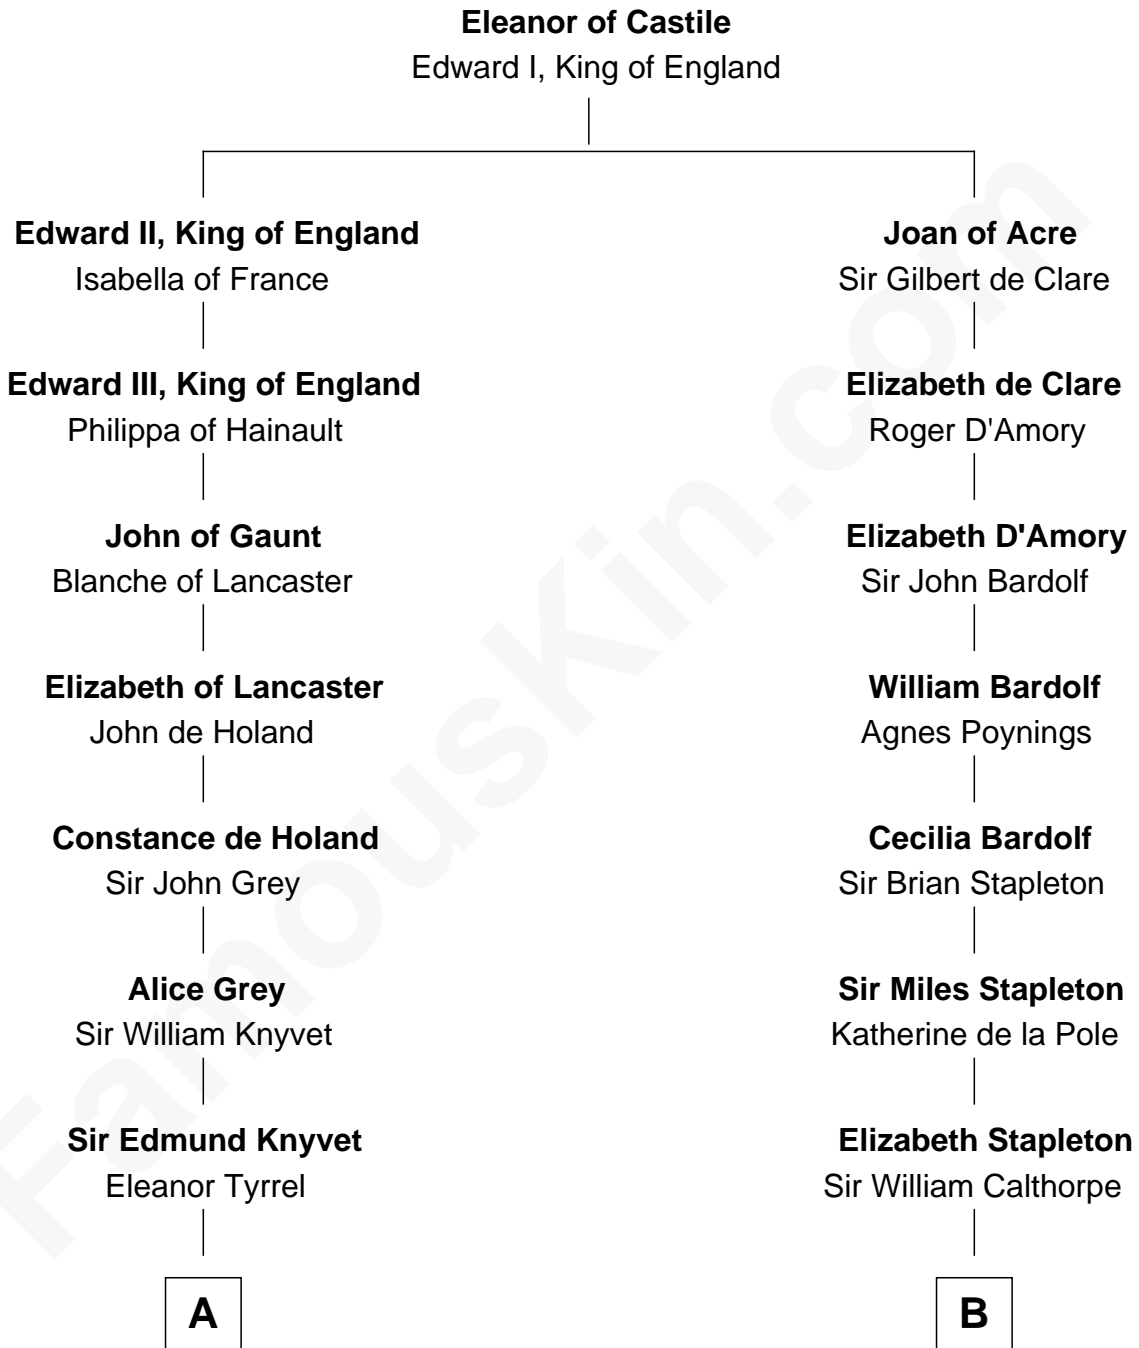 Eleanor of Castile
Edward I, King of England
Edward II, King of England
Isabella of France
Joan of Acre
Sir Gilbert de Clare
Edward III, King of England
Philippa of Hainault
Elizabeth de Clare
Roger D'Amory
John of Gaunt
Blanche of Lancaster
Elizabeth D'Amory
Sir John Bardolf
Elizabeth of Lancaster
John de Holand
William Bardolf
Agnes Poynings
Constance de Holand
Sir John Grey
Cecilia Bardolf
Sir Brian Stapleton
Alice Grey
Sir William Knyvet
Sir Miles Stapleton
Katherine de la Pole
Sir Edmund Knyvet
Eleanor Tyrrel
Elizabeth Stapleton
Sir William Calthorpe
A
B
FamousKin.com